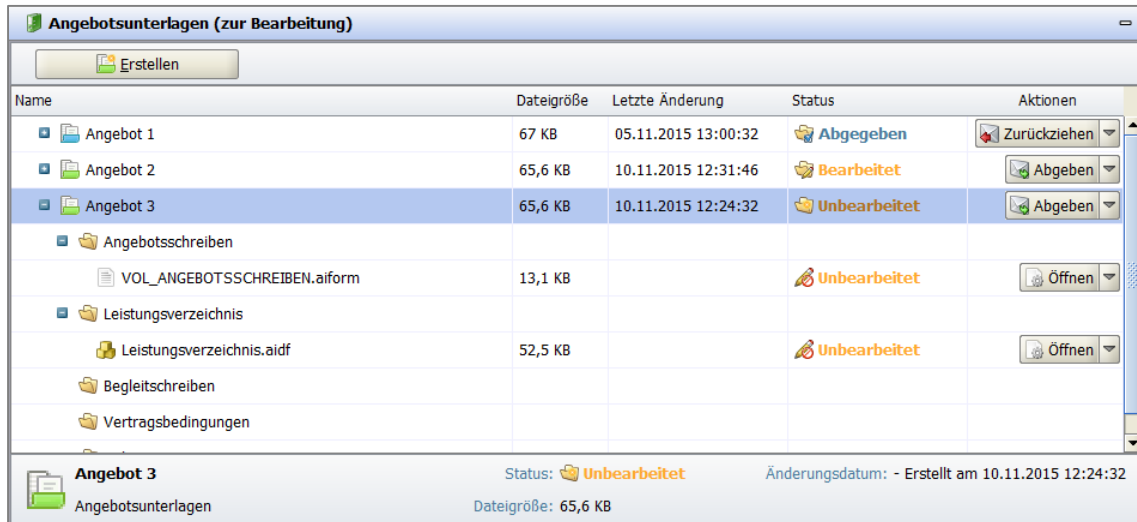 Angebotsunterlagen (zur Bearbeitung)
Erstellen
Name Dateigröße Letzte Änderung Status Aktionen
Angebot 1 67 KB 05.11.2015 13:00:32 Abgegeben Zurückziehen
Angebot 2 65,6 KB 10.11.2015 12:31:46 Bearbeitet Abgeben
Angebot 3 65,6 KB 10.11.2015 12:24:32 Unbearbeitet Abgeben
Angebotsschreiben
VOL_ANGEBOTSSCHREIBEN.aiform 13,1 KB Unbearbeitet Öffnen
Leistungsverzeichnis
Leistungsverzeichnis.aidf 52,5 KB Unbearbeitet Öffnen
Begleitschreiben
Vertragsbedingungen
Angebot 3 Status: Unbearbeitet Änderungsdatum: - Erstellt am 10.11.2015 12:24:32
Angebotsunterlagen Dateigröße: 65,6 KB